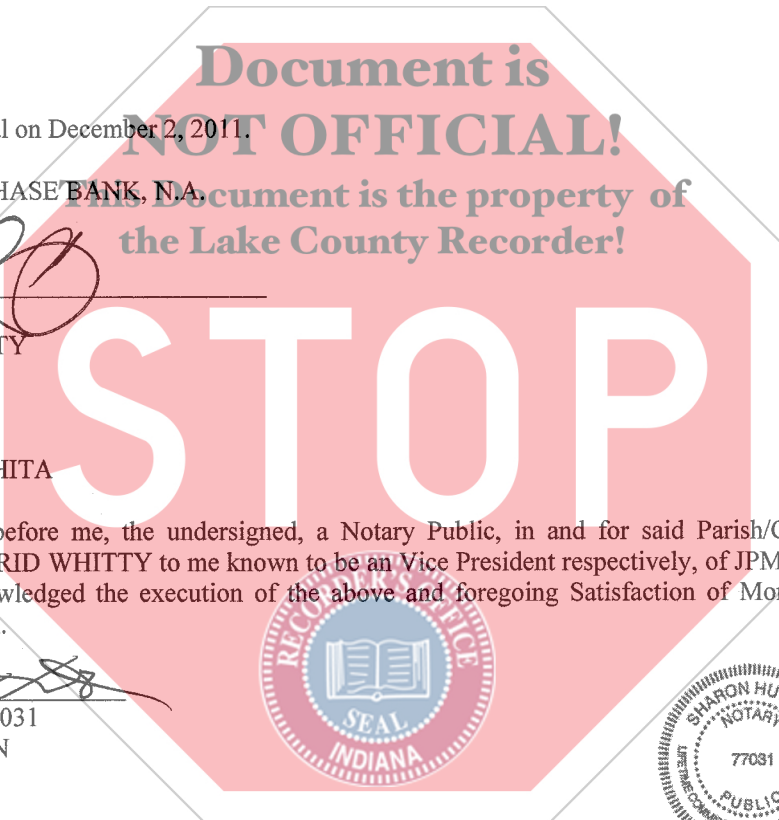 Document is
l on December 2, 2011.
NOT OFFICIAL!
HASE BANK, N.A.
This Document is the property of
the Lake County Recorder!
TY
STOP
HITA
before me, the undersigned, a Notary Public, in and for said Parish/C
RID WHITTY to me known to be an Vice President respectively, of JPM
wledged the execution of the above and foregoing Satisfaction of Mor
.
RECORDER'S OFFICE
SEAL
INDIANA
031
N
SHARON HU
NOTARY
77031
PUBLIC
LIFETIME COMMIS